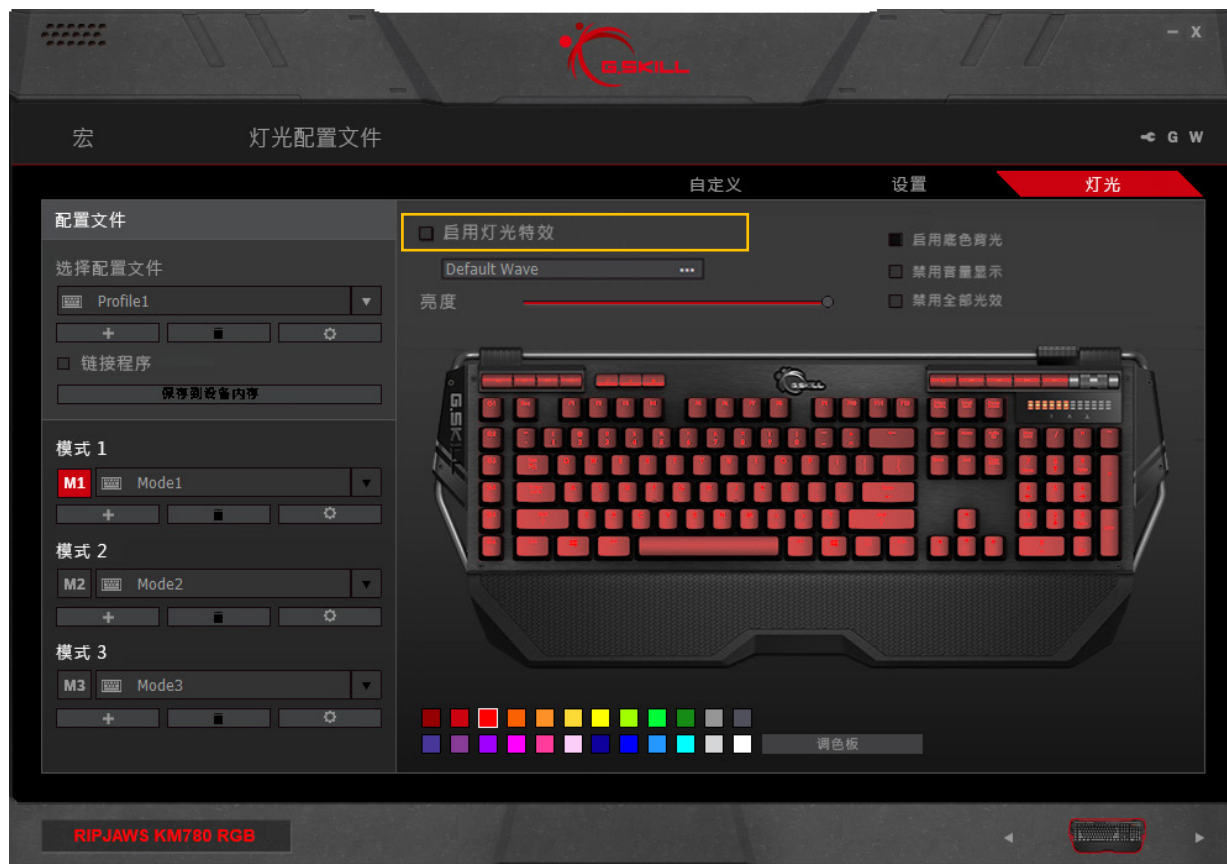 G.SKILL
- X
宏 灯光配置文件 G W
自定义 设置 灯光
配置文件
选择配置文件
Profile1
链接程序
保存到设备内存
模式 1
M1 Mode1
模式 2
M2 Mode2
模式 3
M3 Mode3
启用灯光特效
Default Wave ...
亮度
启用底色背光
禁用音量显示
禁用全部光效
G.SKILL
G.SKILL
调色板
RIPJAWS KM780 RGB